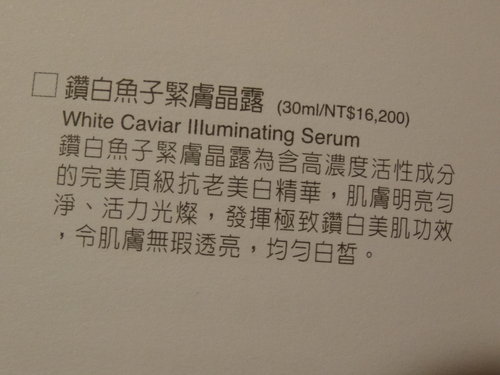 □ 鑽白魚子緊膚晶露 (30ml/NT$16,200)
White Caviar Illuminating Serum
鑽白魚子緊膚晶露為含高濃度活性成分
的完美頂級抗老美白精華，肌膚明亮勻
淨、活力光燦，發揮極致鑽白美肌功效
，令肌膚無瑕透亮，均勻白皙。